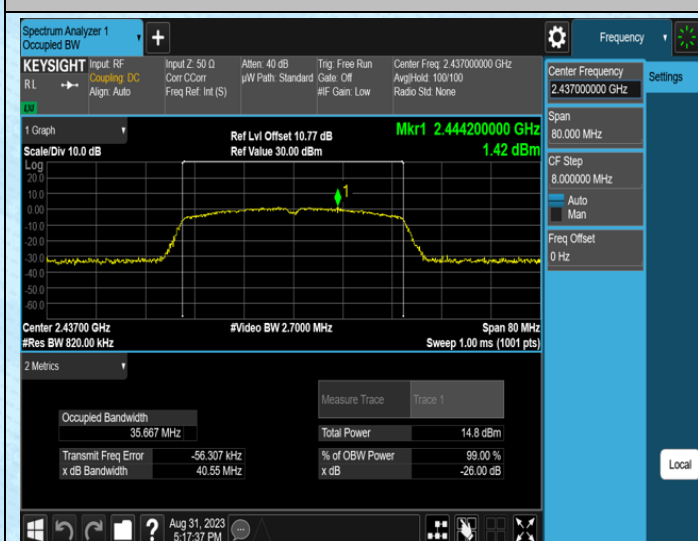 Spectrum Analyzer 1
Occupied BW
Frequency
KEYSIGHT
RL
Input: RF
Coupling: DC
Align: Auto
Input Z: 50 Ω
Corr CCorr
Freq Ref: Int (S)
Atten: 40 dB
µW Path: Standard
Trig: Free Run
Gate: Off
#IF Gain: Low
Center Freq: 2.437000000 GHz
Avg|Hold: 100/100
Radio Std: None
1 Graph
Scale/Div 10.0 dB
Ref Lvl Offset 10.77 dB
Ref Value 30.00 dBm
Mkr1 2.444200000 GHz
1.42 dBm
Log
20.0
10.0
0.00
-10.0
-20.0
-30.0
-40.0
-50.0
-60.0
1
Center 2.43700 GHz
#Res BW 820.00 kHz
#Video BW 2.7000 MHz
Span 80 MHz
Sweep 1.00 ms (1001 pts)
2 Metrics
Measure Trace
Trace 1
Occupied Bandwidth
35.667 MHz
Total Power
14.8 dBm
Transmit Freq Error
-56.307 kHz
% of OBW Power
99.00 %
x dB Bandwidth
40.55 MHz
x dB
-26.00 dB
Center Frequency
2.437000000 GHz
Settings
Span
80.000 MHz
CF Step
8.000000 MHz
Auto
Man
Freq Offset
0 Hz
Local
?
Aug 31, 2023
5:17:37 PM